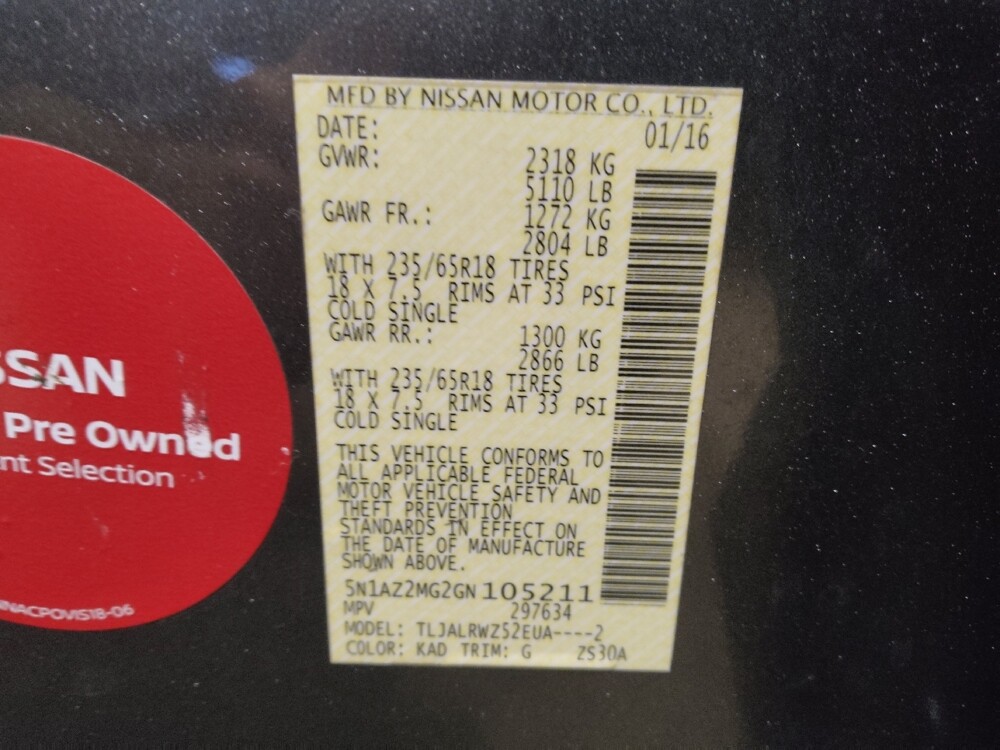 SSAN
Pre Owned
nt Selection
NNACPOVIS1B-06
MFD BY NISSAN MOTOR CO., LTD.
DATE: 01/16
GVWR: 2318 KG
5110 LB
GAWR FR.: 1272 KG
2804 LB
WITH 235/65R18 TIRES
18 X 7.5 RIMS AT 33 PSI
COLD SINGLE
GAWR RR.: 1300 KG
2866 LB
WITH 235/65R18 TIRES
18 X 7.5 RIMS AT 33 PSI
COLD SINGLE
THIS VEHICLE CONFORMS TO
ALL APPLICABLE FEDERAL
MOTOR VEHICLE SAFETY AND
THEFT PREVENTION
STANDARDS IN EFFECT ON
THE DATE OF MANUFACTURE
SHOWN ABOVE.
5N1AZ2MG2GN105211
MPV 297634
MODEL: TLJALRWZ52EUA----2
COLOR: KAD TRIM: G ZS30A